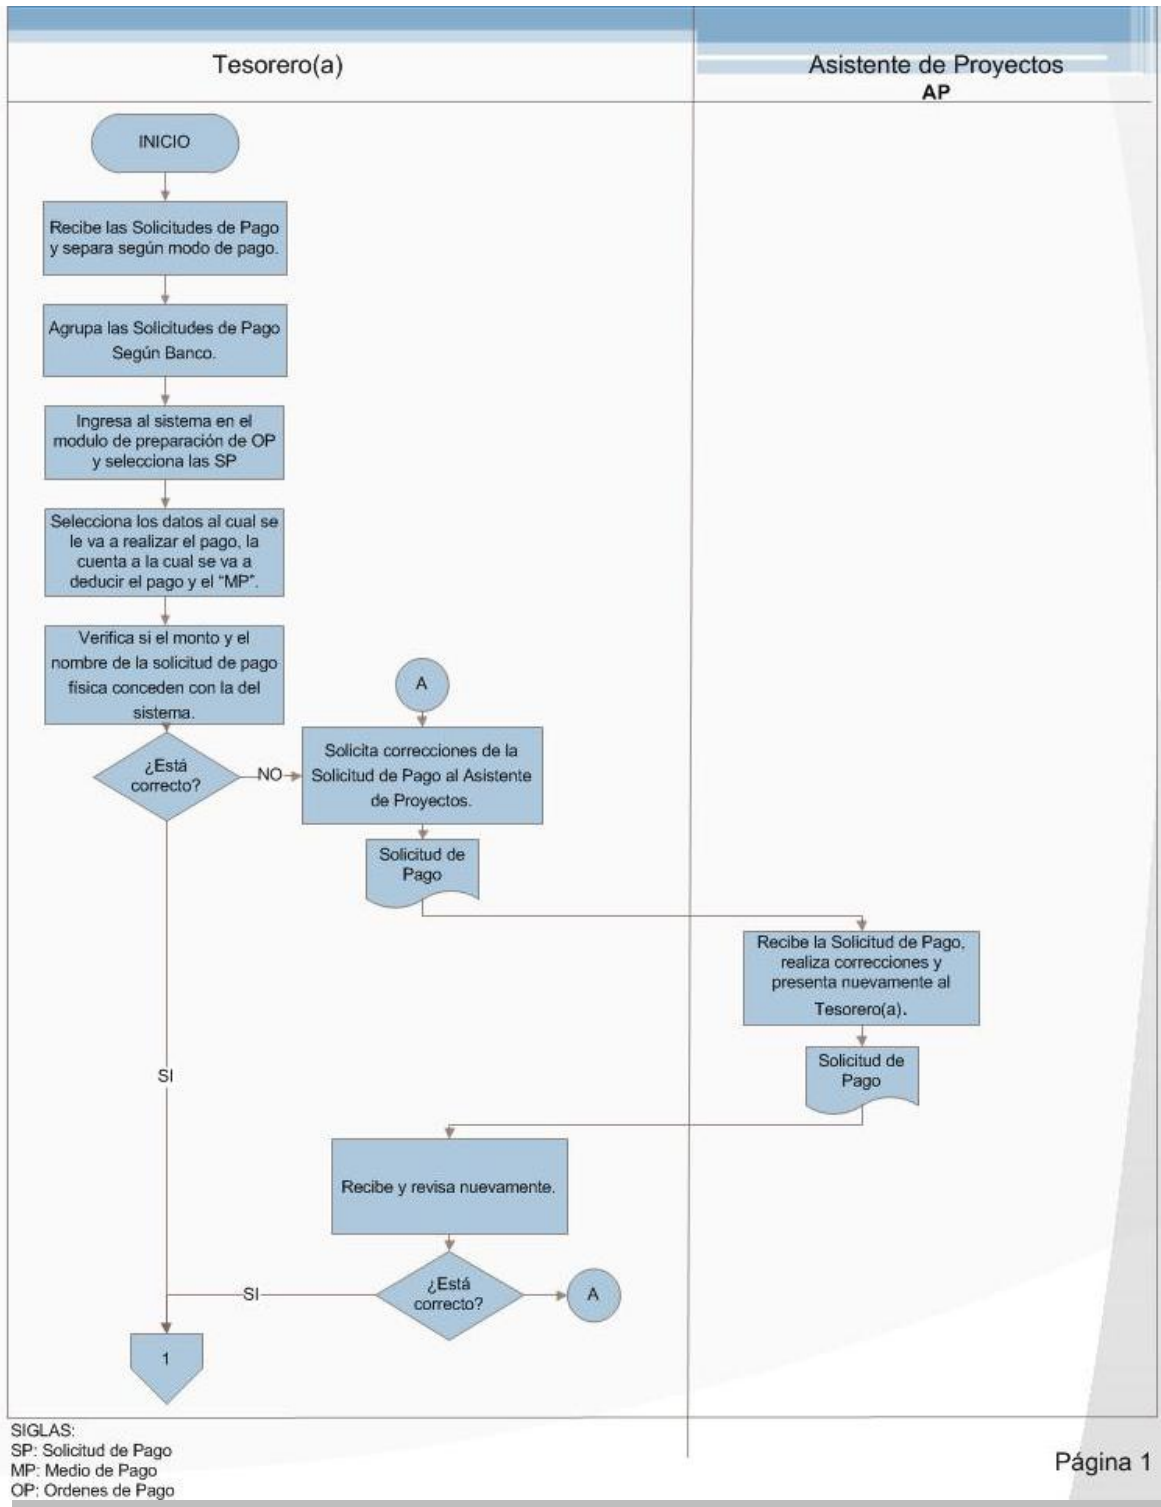 Tesorero(a)
Asistente de Proyectos
AP
INICIO
Recibe las Solicitudes de Pago
y separa según modo de pago.
Agrupa las Solicitudes de Pago
Según Banco.
Ingresa al sistema en el
modulo de preparación de OP
y selecciona las SP
Selecciona los datos al cual se
le va a realizar el pago, la
cuenta a la cual se va a
deducir el pago y el “MP”.
Verifica si el monto y el
nombre de la solicitud de pago
física conceden con la del
sistema.
¿Está
correcto?
NO
A
Solicita correcciones de la
Solicitud de Pago al Asistente
de Proyectos.
Solicitud de
Pago
Recibe la Solicitud de Pago,
realiza correcciones y
presenta nuevamente al
Tesorero(a).
Solicitud de
Pago
SI
Recibe y revisa nuevamente.
¿Está
correcto?
SI
A
1
SIGLAS:
SP: Solicitud de Pago
MP: Medio de Pago
OP: Ordenes de Pago
Página 1